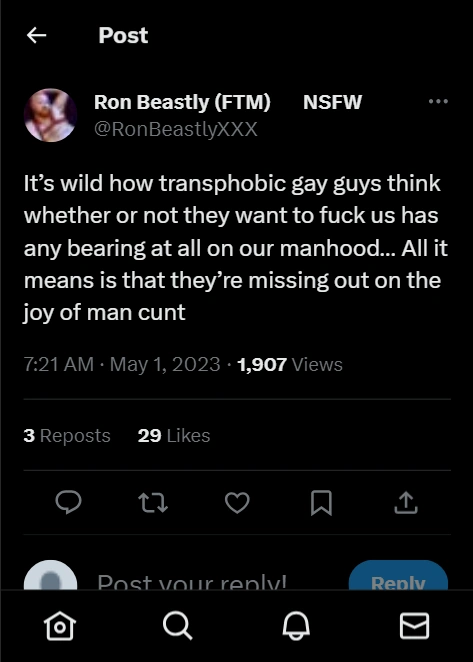 Post
Ron Beastly (FTM) NSFW
@RonBeastlyXXX
It’s wild how transphobic gay guys think
whether or not they want to fuck us has
any bearing at all on our manhood... All it
means is that they’re missing out on the
joy of man cunt
7:21 AM · May 1, 2023 · 1,907 Views
3 Reposts 29 Likes
Post your reply! Reply